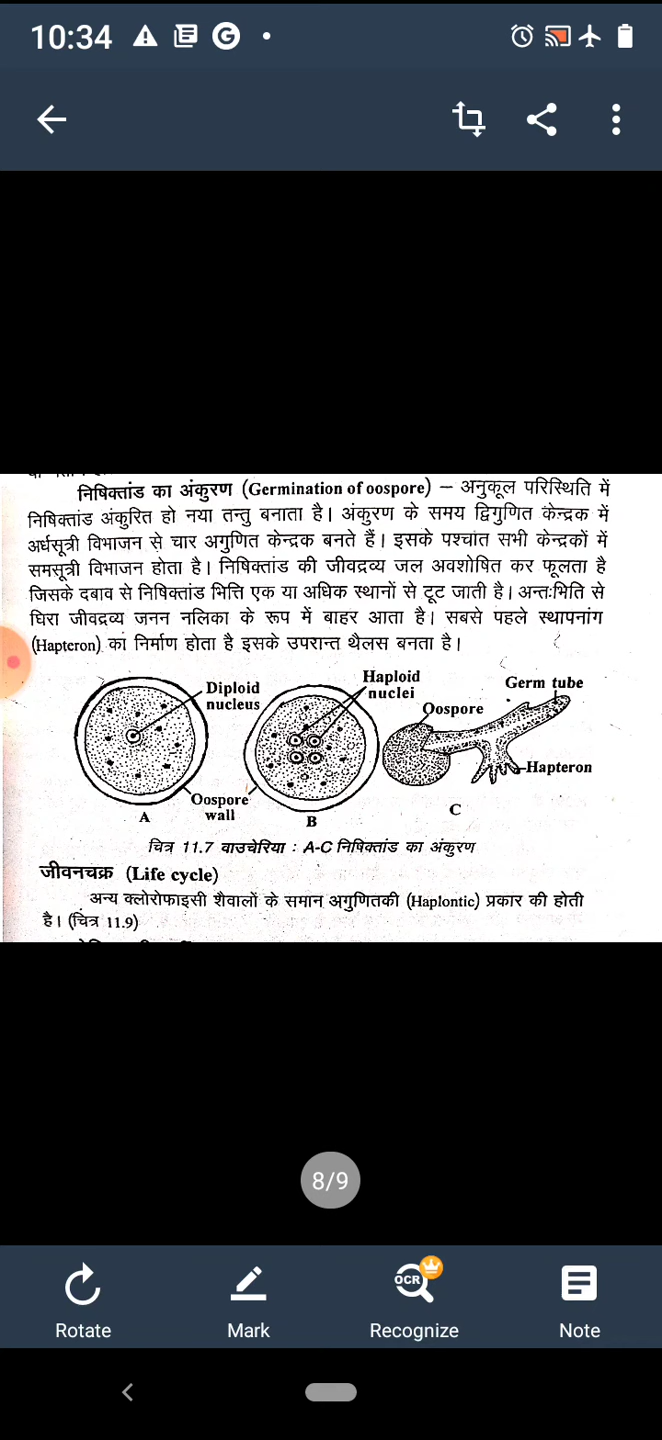 10:34
निषिक्तांड का अंकुरण (Germination of oospore) – अनुकूल परिस्थिति में
निषिक्तांड अंकुरित हो नया तन्तु बनाता है। अंकुरण के समय द्विगुणित केन्द्रक में
अर्धसूत्री विभाजन से चार अगुणित केन्द्रक बनते हैं। इसके पश्चात सभी केन्द्रकों में
समसूत्री विभाजन होता है। निषिक्तांड की जीवद्रव्य जल अवशोषित कर फूलता है
जिसके दबाव से निषिक्तांड भित्ति एक या अधिक स्थानों से टूट जाती है। अन्तःभिति से
घिरा जीवद्रव्य जनन नलिका के रूप में बाहर आता है। सबसे पहले स्थापनांग
(Hapteron) का निर्माण होता है इसके उपरान्त थैलस बनता है।
Diploid
nucleus
Haploid
nuclei
Oospore
Germ tube
Hapteron
Oospore
wall
A
B
C
चित्र 11.7 वाउचेरिया : A-C निषिक्तांड का अंकुरण
जीवनचक्र (Life cycle)
अन्य क्लोरोफाइसी शैवालों के समान अगुणितकी (Haplontic) प्रकार की होती
है। (चित्र 11.9)
8/9
OCR
Rotate
Mark
Recognize
Note